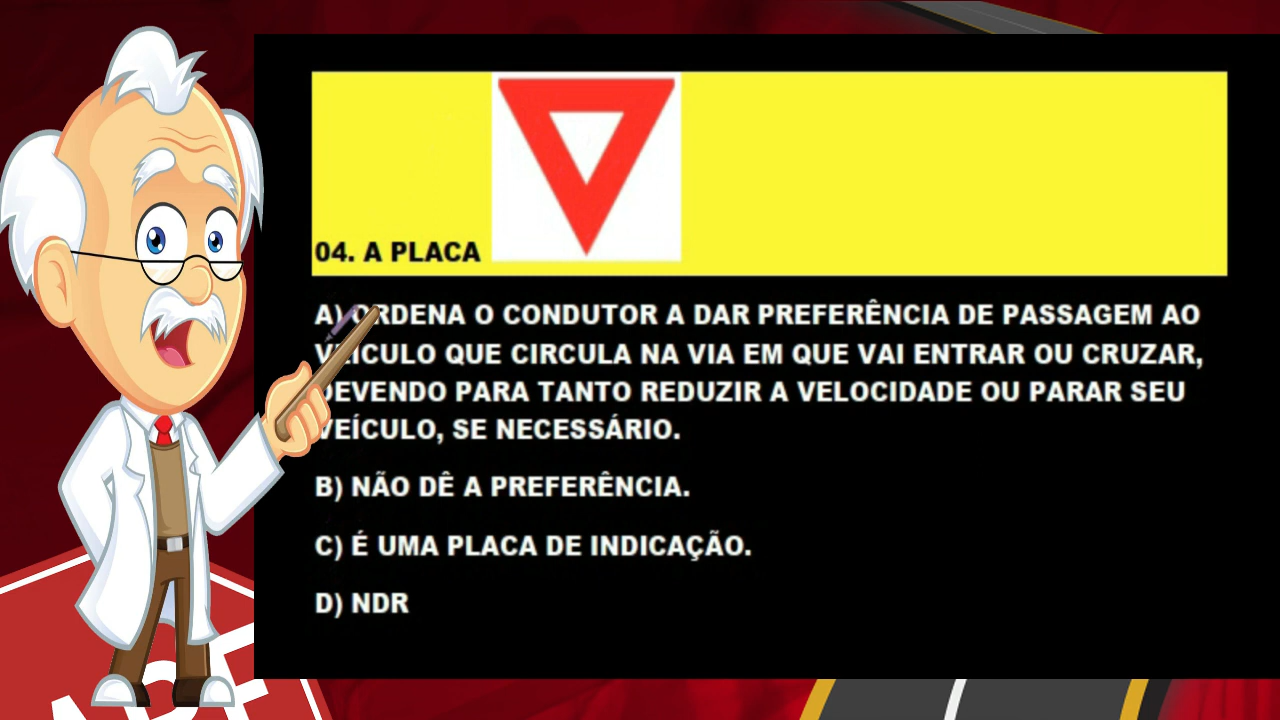 04. A PLACA
A) ORDENA O CONDUTOR A DAR PREFERÊNCIA DE PASSAGEM AO
VEÍCULO QUE CIRCULA NA VIA EM QUE VAI ENTRAR OU CRUZAR,
DEVENDO PARA TANTO REDUZIR A VELOCIDADE OU PARAR SEU
VEÍCULO, SE NECESSÁRIO.
B) NÃO DÊ A PREFERÊNCIA.
C) É UMA PLACA DE INDICAÇÃO.
D) NDR